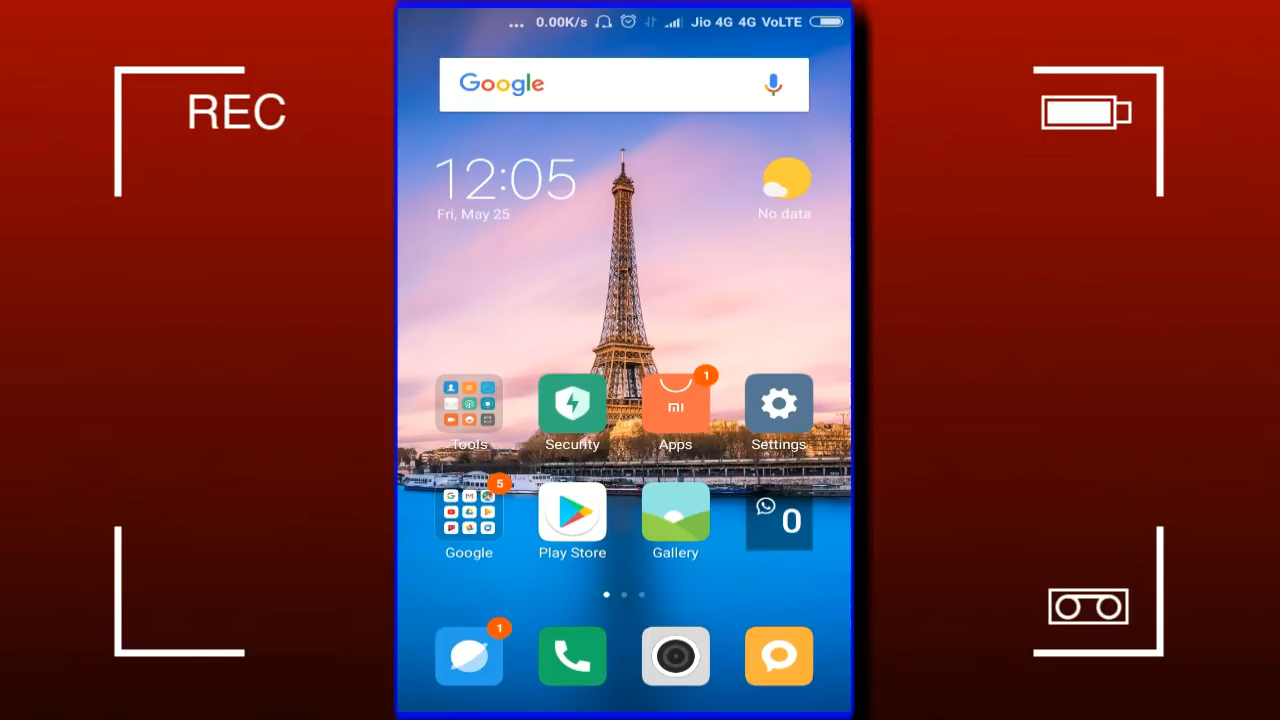 ... 0.00K/s Jio 4G 4G VoLTE
REC
Google
12:05
Fri, May 25
No data
1
MI
Tools Security Apps Settings
5
0
Google Play Store Gallery
1